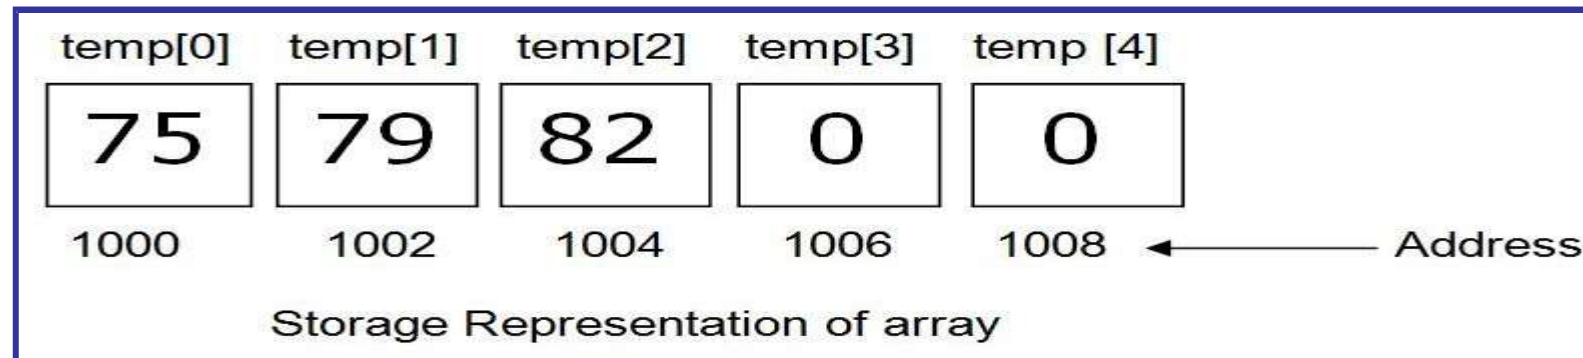 temp[0] temp[1] temp[2] temp[3] temp [4]
75 79 82 0 0
1000 1002 1004 1006 1008 Address
Storage Representation of array